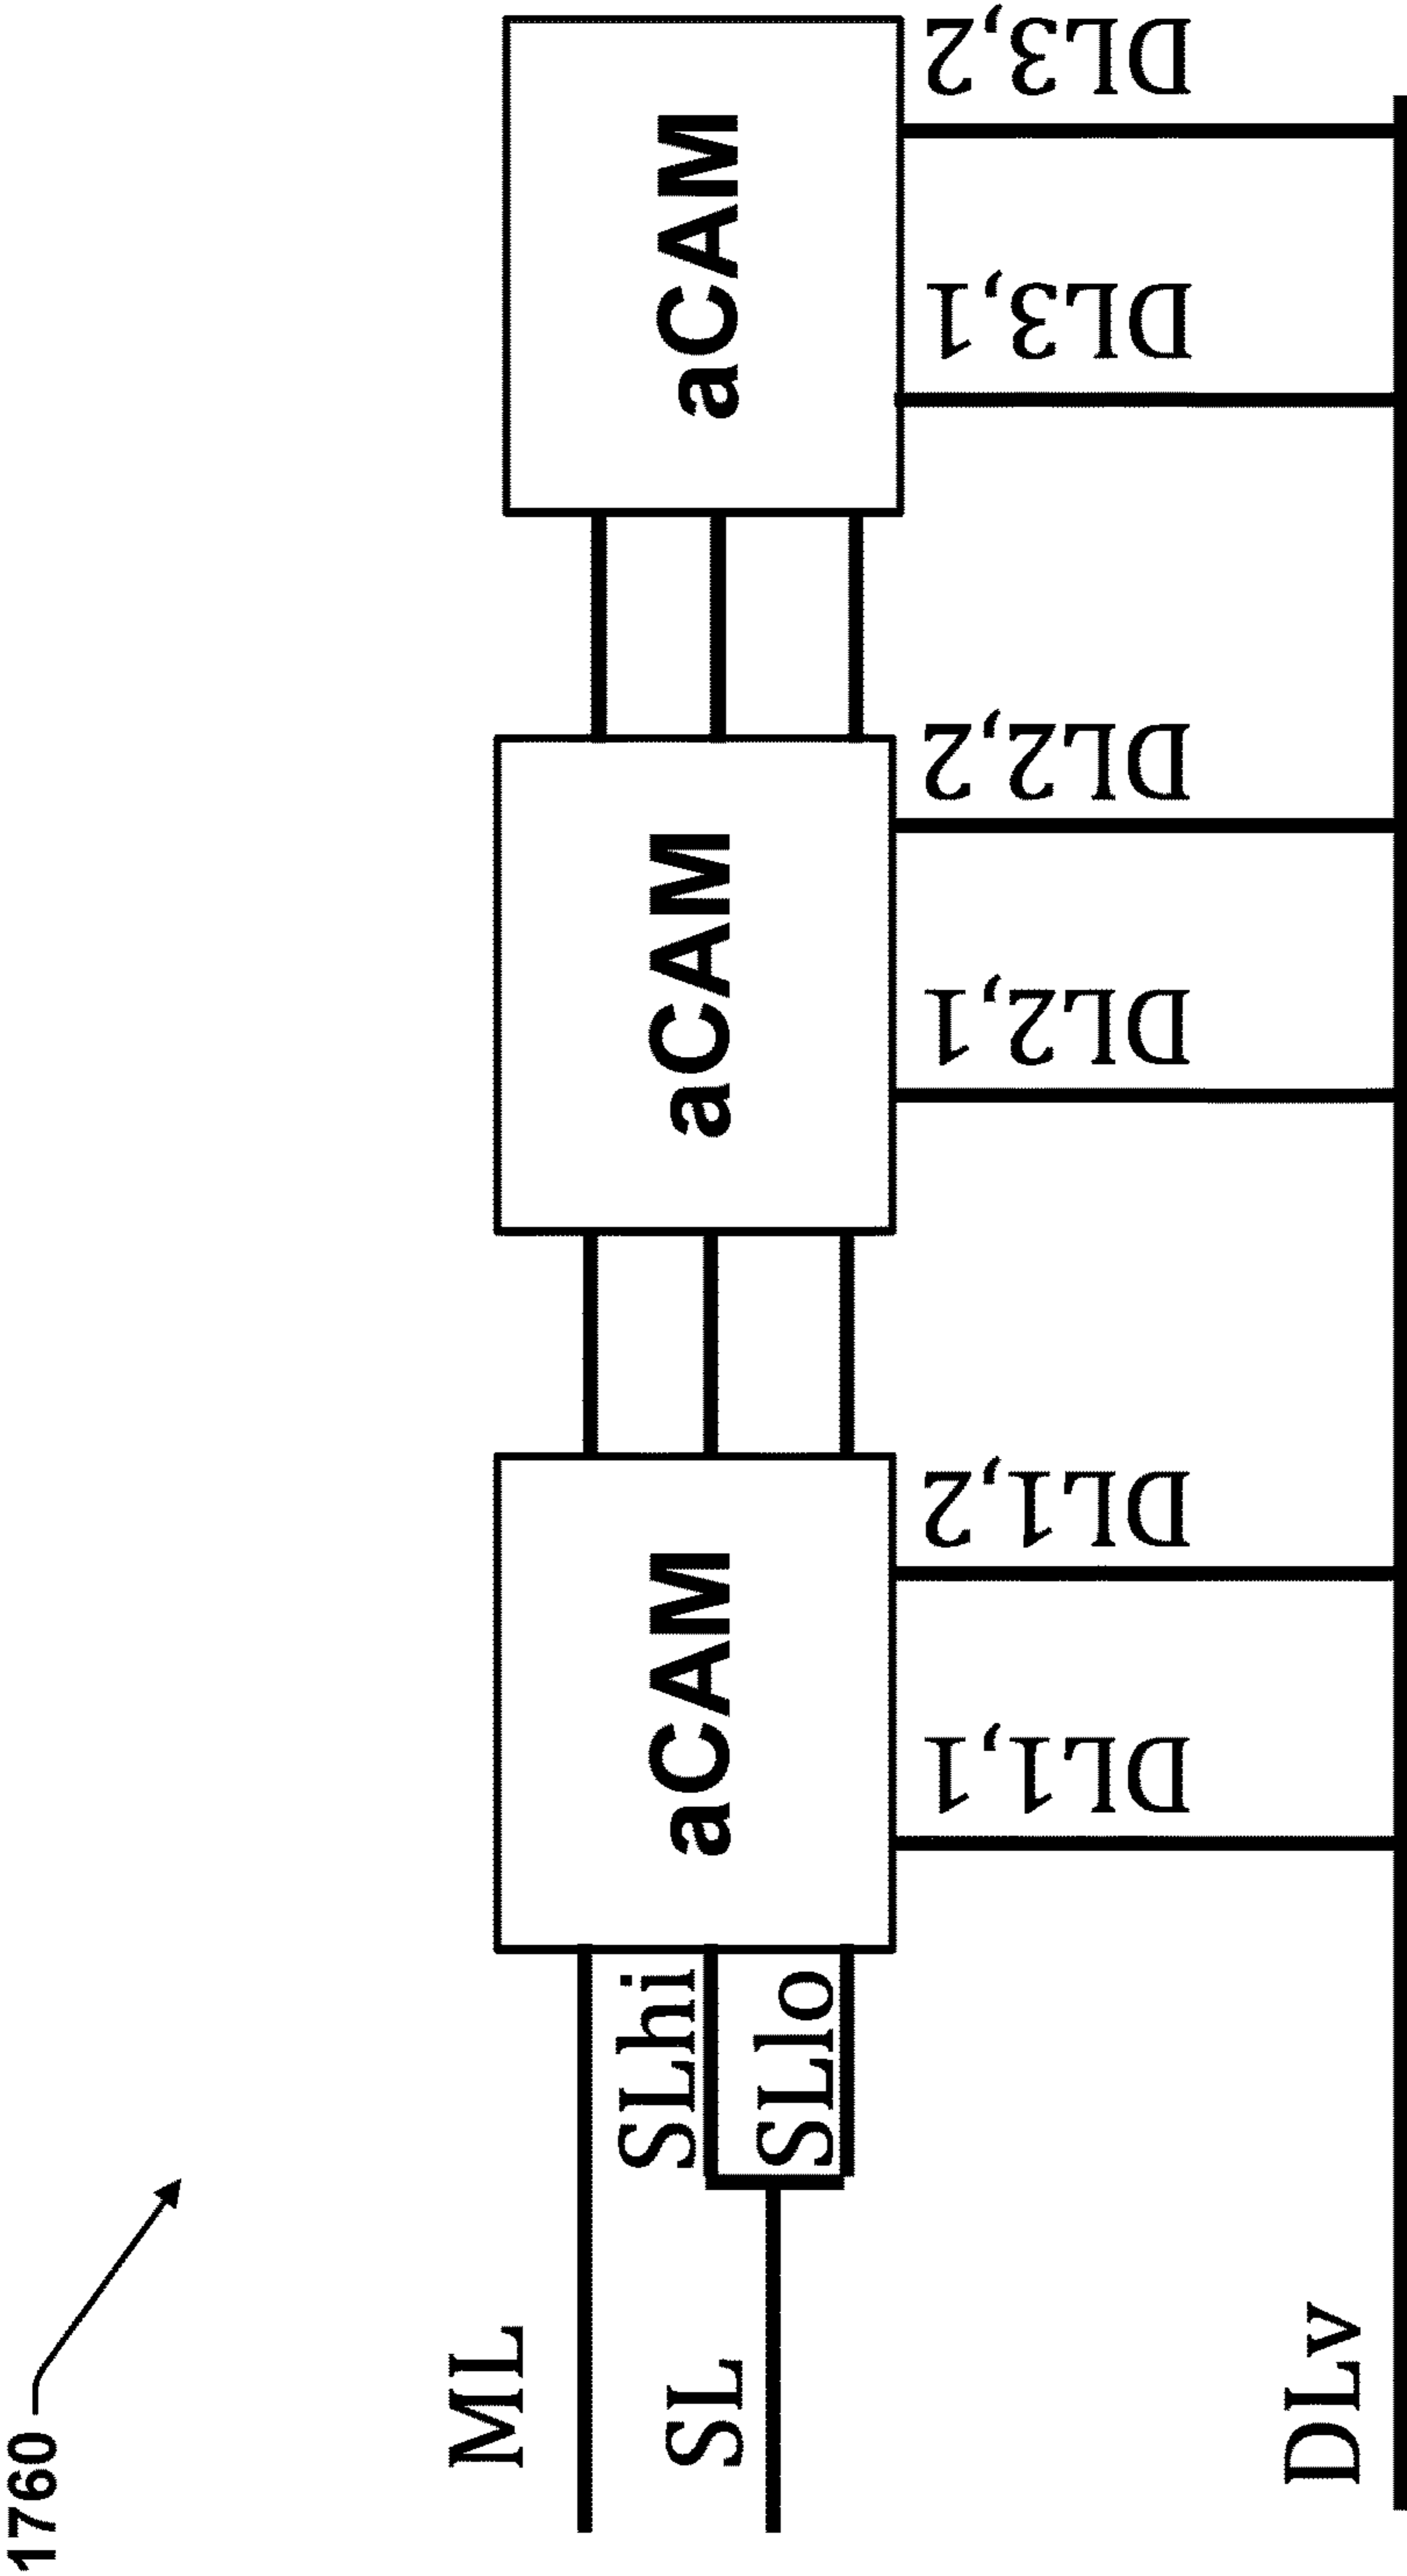 1760
ML
SL
SLhi
SLlo
aCAM
aCAM
aCAM
DL1,1
DL1,2
DL2,1
DL2,2
DL3,1
DL3,2
DLv